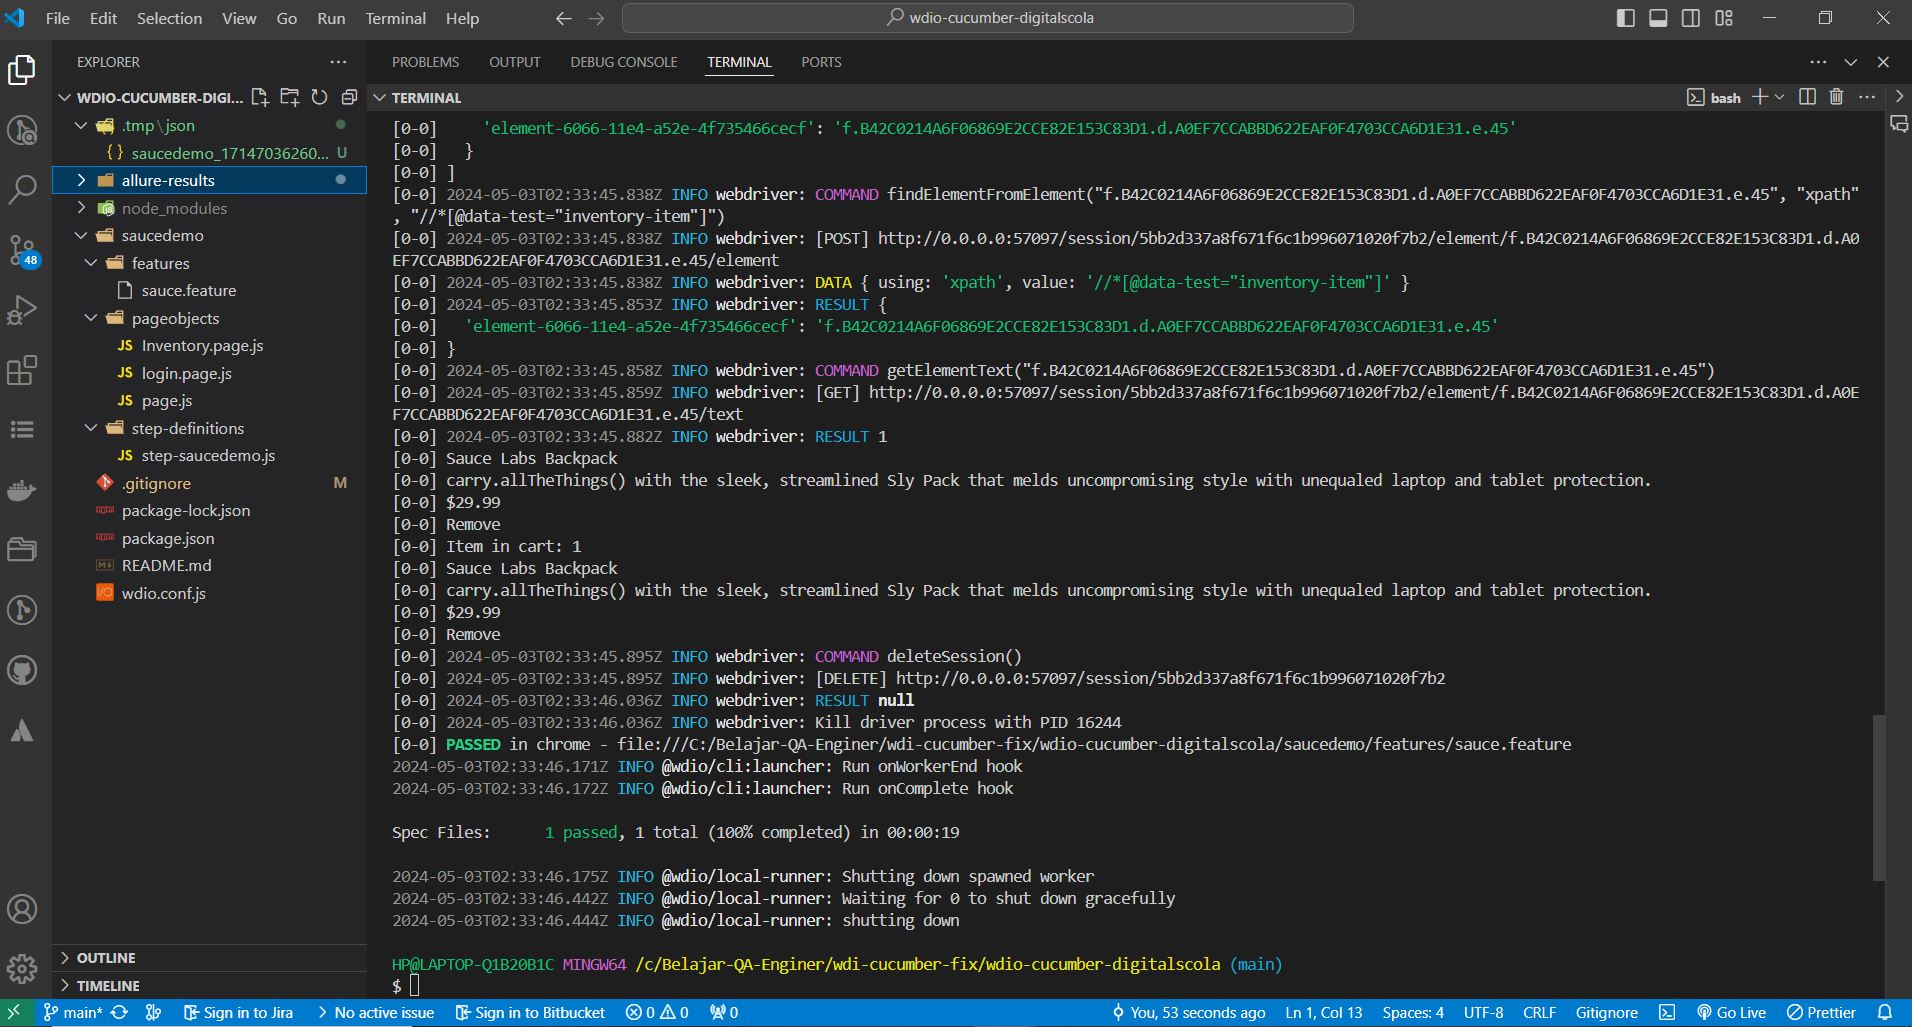 File Edit Selection View Go Run Terminal Help
wdio-cucumber-digitalscola
EXPLORER
WDIO-CUCUMBER-DIGI...
.tmp\json
saucedemo_17147036260... U
allure-results
node_modules
saucedemo
features
sauce.feature
pageobjects
JS Inventory.page.js
JS login.page.js
JS page.js
step-definitions
JS step-saucedemo.js
.gitignore M
package-lock.json
package.json
README.md
wdio.conf.js
OUTLINE
TIMELINE
48
PROBLEMS OUTPUT DEBUG CONSOLE TERMINAL PORTS
TERMINAL
bash
[0-0]     'element-6066-11e4-a52e-4f735466cecf': 'f.B42C0214A6F06869E2CCE82E153C83D1.d.A0EF7CCABBD622EAF0F4703CCA6D1E31.e.45'
[0-0]   }
[0-0] ]
[0-0] 2024-05-03T02:33:45.838Z INFO webdriver: COMMAND findElementFromElement("f.B42C0214A6F06869E2CCE82E153C83D1.d.A0EF7CCABBD622EAF0F4703CCA6D1E31.e.45", "xpath"
, "//*[@data-test="inventory-item"]")
[0-0] 2024-05-03T02:33:45.838Z INFO webdriver: [POST] http://0.0.0.0:57097/session/5bb2d337a8f671f6c1b996071020f7b2/element/f.B42C0214A6F06869E2CCE82E153C83D1.d.A0
EF7CCABBD622EAF0F4703CCA6D1E31.e.45/element
[0-0] 2024-05-03T02:33:45.838Z INFO webdriver: DATA { using: 'xpath', value: '//*[@data-test="inventory-item"]' }
[0-0] 2024-05-03T02:33:45.853Z INFO webdriver: RESULT {
[0-0]   'element-6066-11e4-a52e-4f735466cecf': 'f.B42C0214A6F06869E2CCE82E153C83D1.d.A0EF7CCABBD622EAF0F4703CCA6D1E31.e.45'
[0-0] }
[0-0] 2024-05-03T02:33:45.858Z INFO webdriver: COMMAND getElementText("f.B42C0214A6F06869E2CCE82E153C83D1.d.A0EF7CCABBD622EAF0F4703CCA6D1E31.e.45")
[0-0] 2024-05-03T02:33:45.859Z INFO webdriver: [GET] http://0.0.0.0:57097/session/5bb2d337a8f671f6c1b996071020f7b2/element/f.B42C0214A6F06869E2CCE82E153C83D1.d.A0E
F7CCABBD622EAF0F4703CCA6D1E31.e.45/text
[0-0] 2024-05-03T02:33:45.882Z INFO webdriver: RESULT 1
[0-0] Sauce Labs Backpack
[0-0] carry.allTheThings() with the sleek, streamlined Sly Pack that melds uncompromising style with unequaled laptop and tablet protection.
[0-0] $29.99
[0-0] Remove
[0-0] Item in cart: 1
[0-0] Sauce Labs Backpack
[0-0] carry.allTheThings() with the sleek, streamlined Sly Pack that melds uncompromising style with unequaled laptop and tablet protection.
[0-0] $29.99
[0-0] Remove
[0-0] 2024-05-03T02:33:45.895Z INFO webdriver: COMMAND deleteSession()
[0-0] 2024-05-03T02:33:45.895Z INFO webdriver: [DELETE] http://0.0.0.0:57097/session/5bb2d337a8f671f6c1b996071020f7b2
[0-0] 2024-05-03T02:33:46.036Z INFO webdriver: RESULT null
[0-0] 2024-05-03T02:33:46.036Z INFO webdriver: Kill driver process with PID 16244
[0-0] PASSED in chrome - file:///C:/Belajar-QA-Enginer/wdi-cucumber-fix/wdio-cucumber-digitalscola/saucedemo/features/sauce.feature
2024-05-03T02:33:46.171Z INFO @wdio/cli:launcher: Run onWorkerEnd hook
2024-05-03T02:33:46.172Z INFO @wdio/cli:launcher: Run onComplete hook
Spec Files:      1 passed, 1 total (100% completed) in 00:00:19
2024-05-03T02:33:46.175Z INFO @wdio/local-runner: Shutting down spawned worker
2024-05-03T02:33:46.442Z INFO @wdio/local-runner: Waiting for 0 to shut down gracefully
2024-05-03T02:33:46.444Z INFO @wdio/local-runner: shutting down
HP@LAPTOP-Q1B20B1C MINGW64 /c/Belajar-QA-Enginer/wdi-cucumber-fix/wdio-cucumber-digitalscola (main)
$
main* Sign in to Jira No active issue Sign in to Bitbucket 0 0 0 You, 53 seconds ago Ln 1, Col 13 Spaces: 4 UTF-8 CRLF Gitignore Go Live Prettier